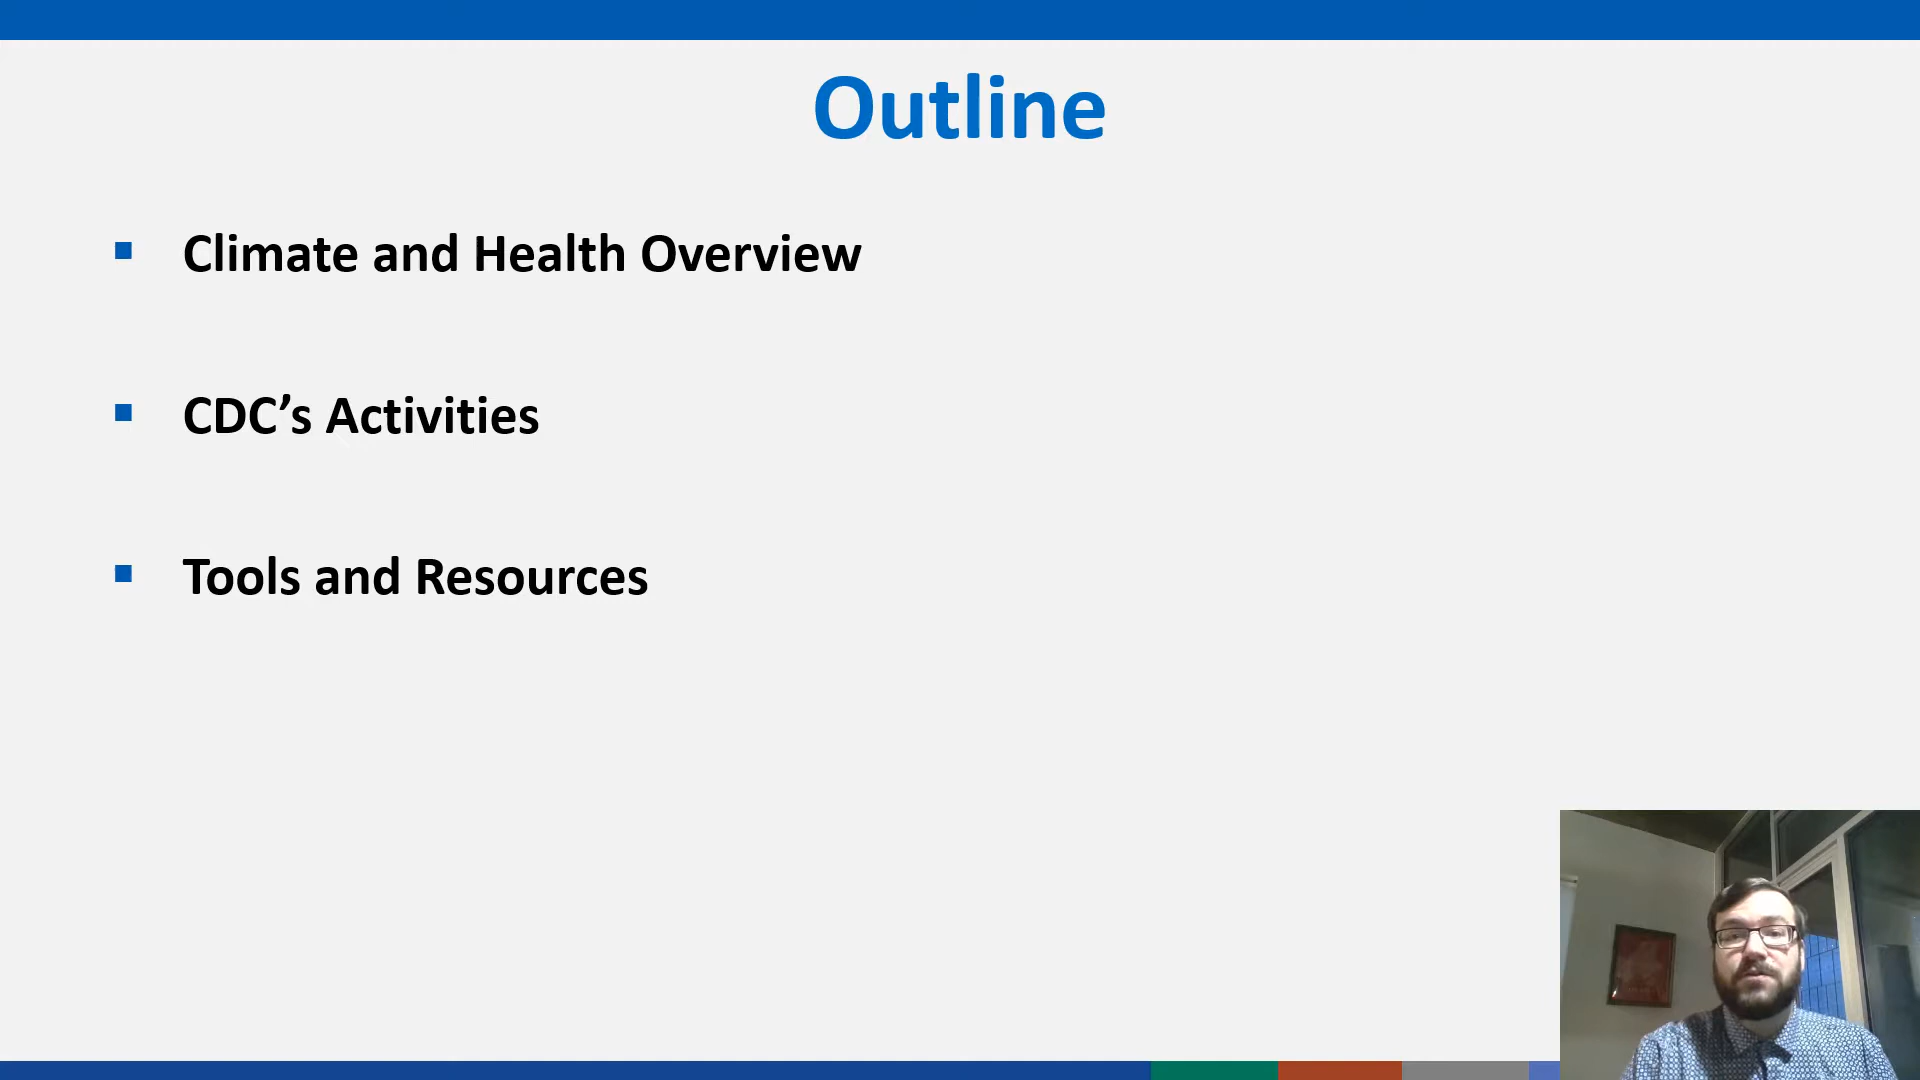 Outline
▪ Climate and Health Overview
▪ CDC’s Activities
▪ Tools and Resources